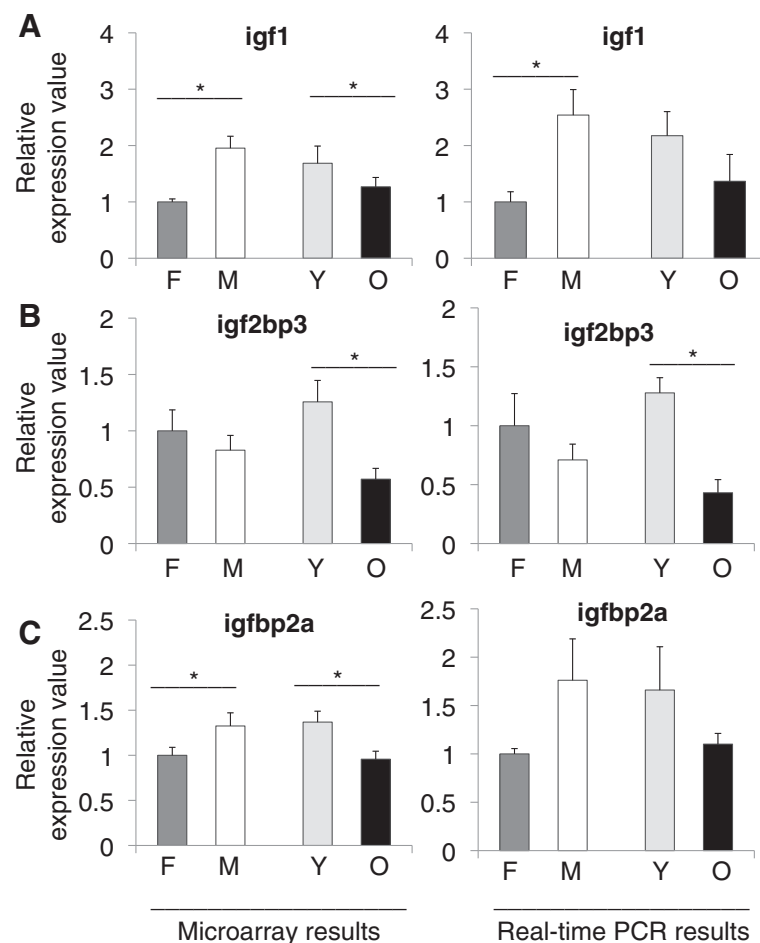 A
igf1
igf1
Relative
expression value
4
3
2
1
0
*
*
F M Y O
4
3
2
1
0
*
F M Y O
B
igf2bp3
igf2bp3
Relative
expression value
2
1.5
1
0.5
0
*
F M Y O
2
1.5
1
0.5
0
*
F M Y O
C
igfbp2a
igfbp2a
Relative
expression value
2.5
2
1.5
1
0.5
0
*
*
F M Y O
2.5
2
1.5
1
0.5
0
F M Y O
Microarray results
Real-time PCR results